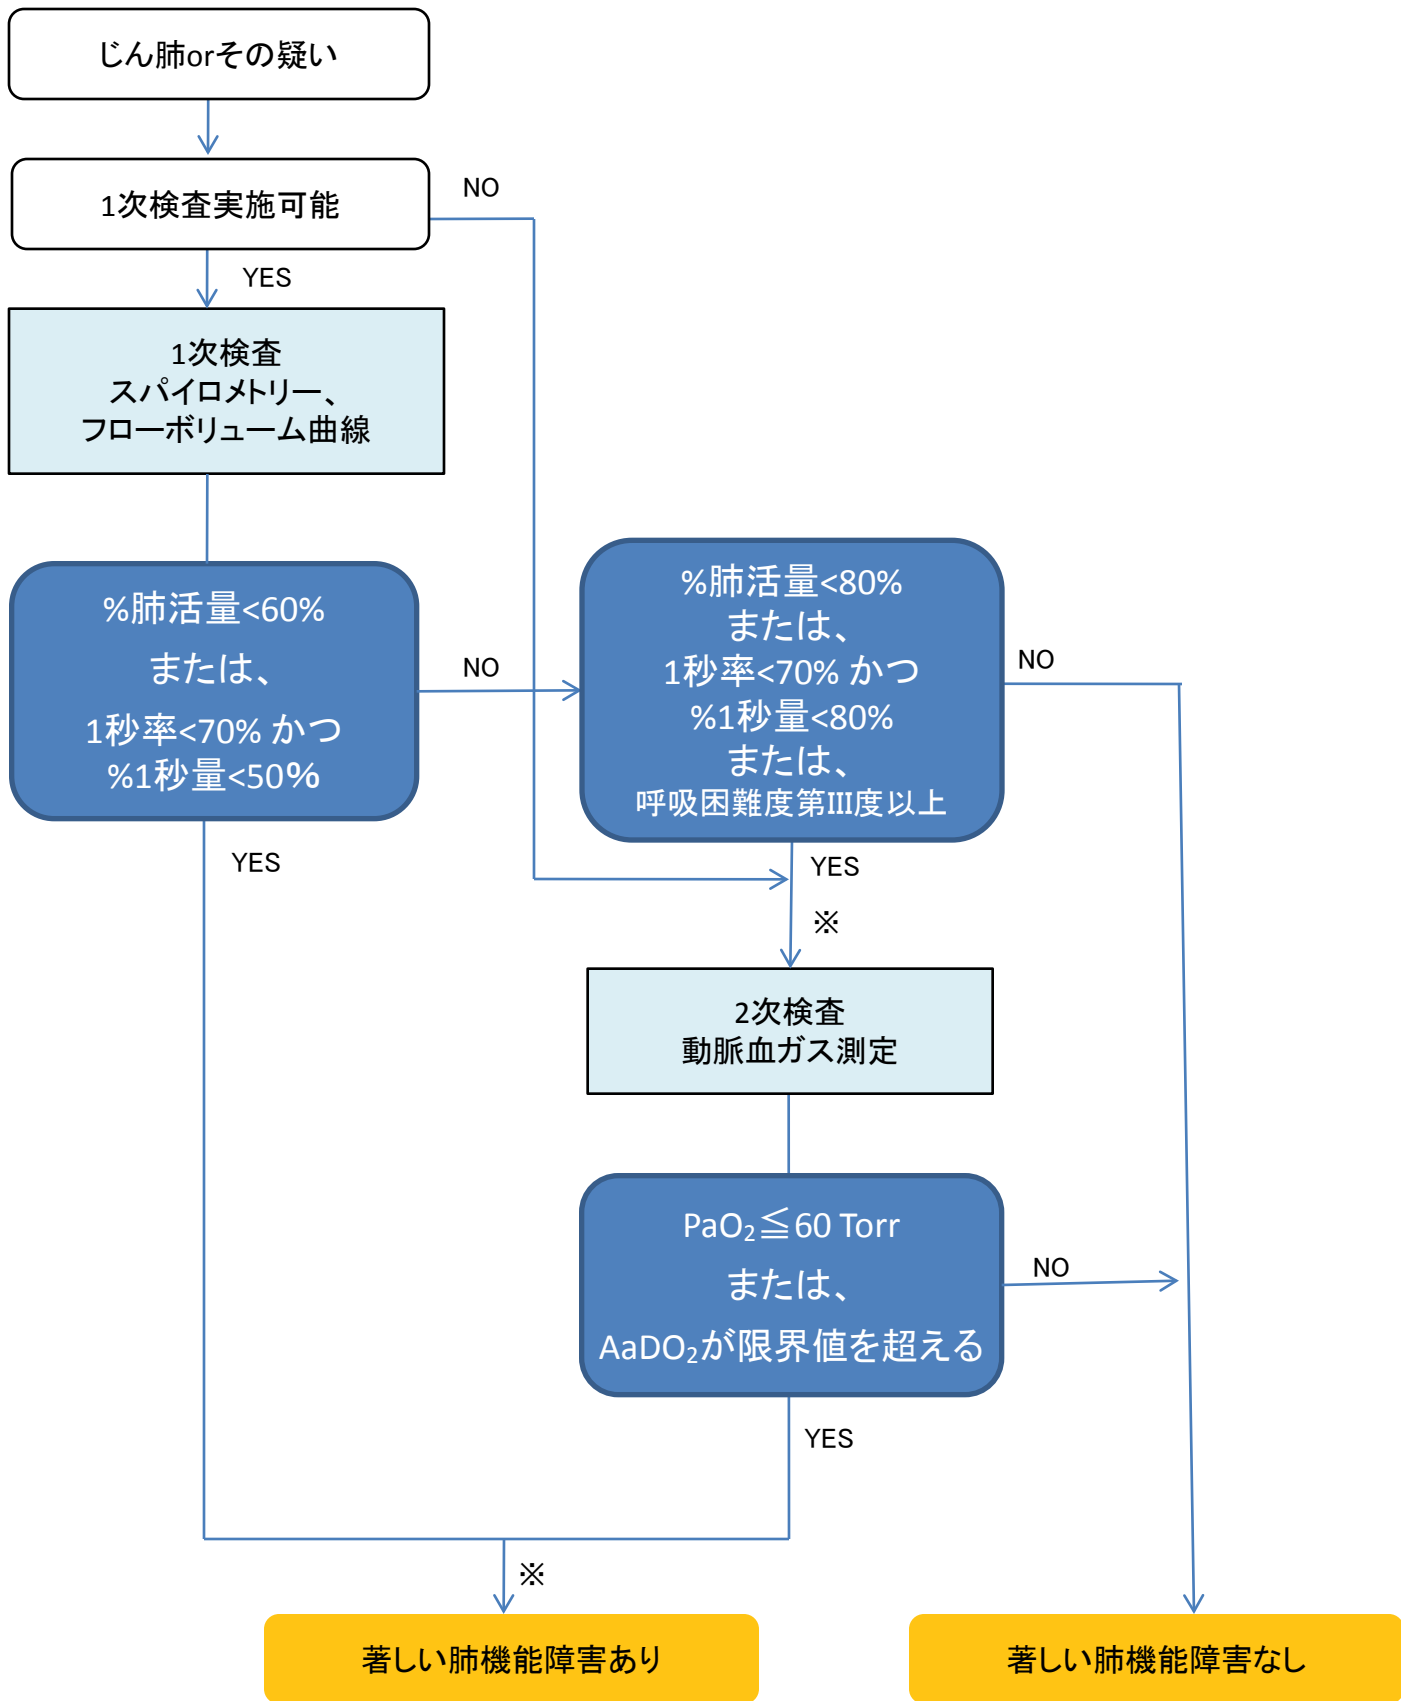 じん肺orその疑い
1次検査実施可能
NO
YES
1次検査
スパイロメトリー、
フローボリューム曲線
%肺活量<60%
または、
1秒率<70% かつ
%1秒量<50%
NO
%肺活量<80%
または、
1秒率<70% かつ
%1秒量<80%
または、
呼吸困難度第III度以上
NO
YES
YES
※
2次検査
動脈血ガス測定
PaO₂≦60 Torr
または、
AaDO₂が限界値を超える
NO
YES
※
著しい肺機能障害あり
著しい肺機能障害なし